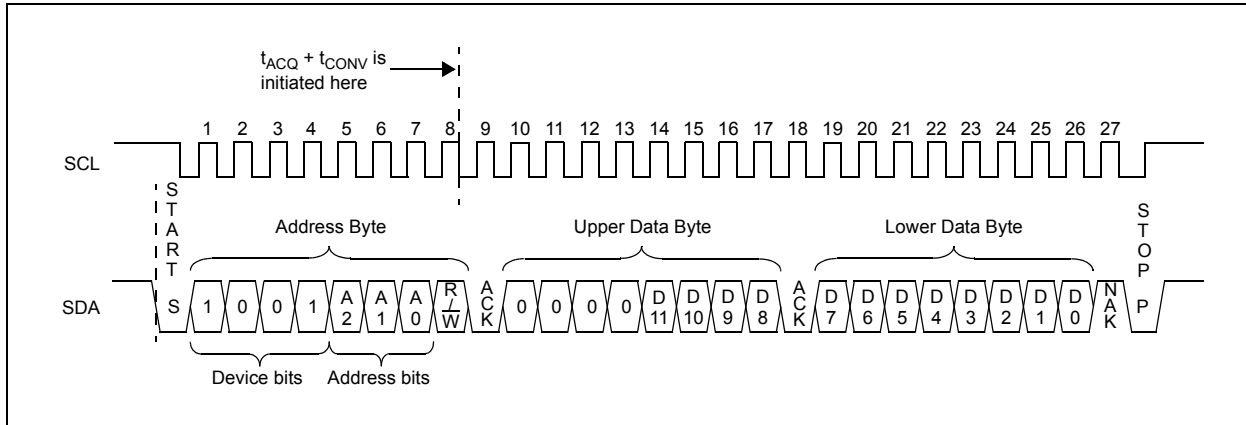 tACQ + tCONV is
initiated here
1 2 3 4 5 6 7 8 9 10 11 12 13 14 15 16 17 18 19 20 21 22 23 24 25 26 27
SCL
START
STOP
Address Byte
Upper Data Byte
Lower Data Byte
SDA
S 1 0 0 1 A2 A1 A0 R/W ACK 0 0 0 0 D11 D10 D9 D8 ACK D7 D6 D5 D4 D3 D2 D1 D0 NAK P
Device bits
Address bits